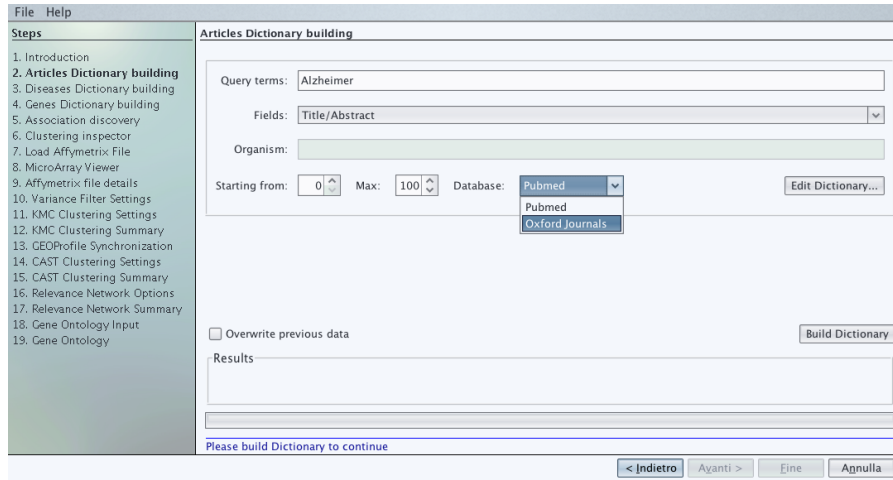 File Help
Steps
1. Introduction
2. Articles Dictionary building
3. Diseases Dictionary building
4. Genes Dictionary building
5. Association discovery
6. Clustering inspector
7. Load Affymetrix File
8. MicroArray Viewer
9. Affymetrix file details
10. Variance Filter Settings
11. KMC Clustering Settings
12. KMC Clustering Summary
13. GEOProfile Synchronization
14. CAST Clustering Settings
15. CAST Clustering Summary
16. Relevance Network Options
17. Relevance Network Summary
18. Gene Ontology Input
19. Gene Ontology
Articles Dictionary building
Query terms: Alzheimer
Fields: Title/Abstract
Organism:
Starting from: 0 Max: 100 Database: Pubmed Edit Dictionary...
Pubmed
Oxford Journals
Overwrite previous data Build Dictionary
Results
Please build Dictionary to continue
< Indietro Avanti > Fine Annulla